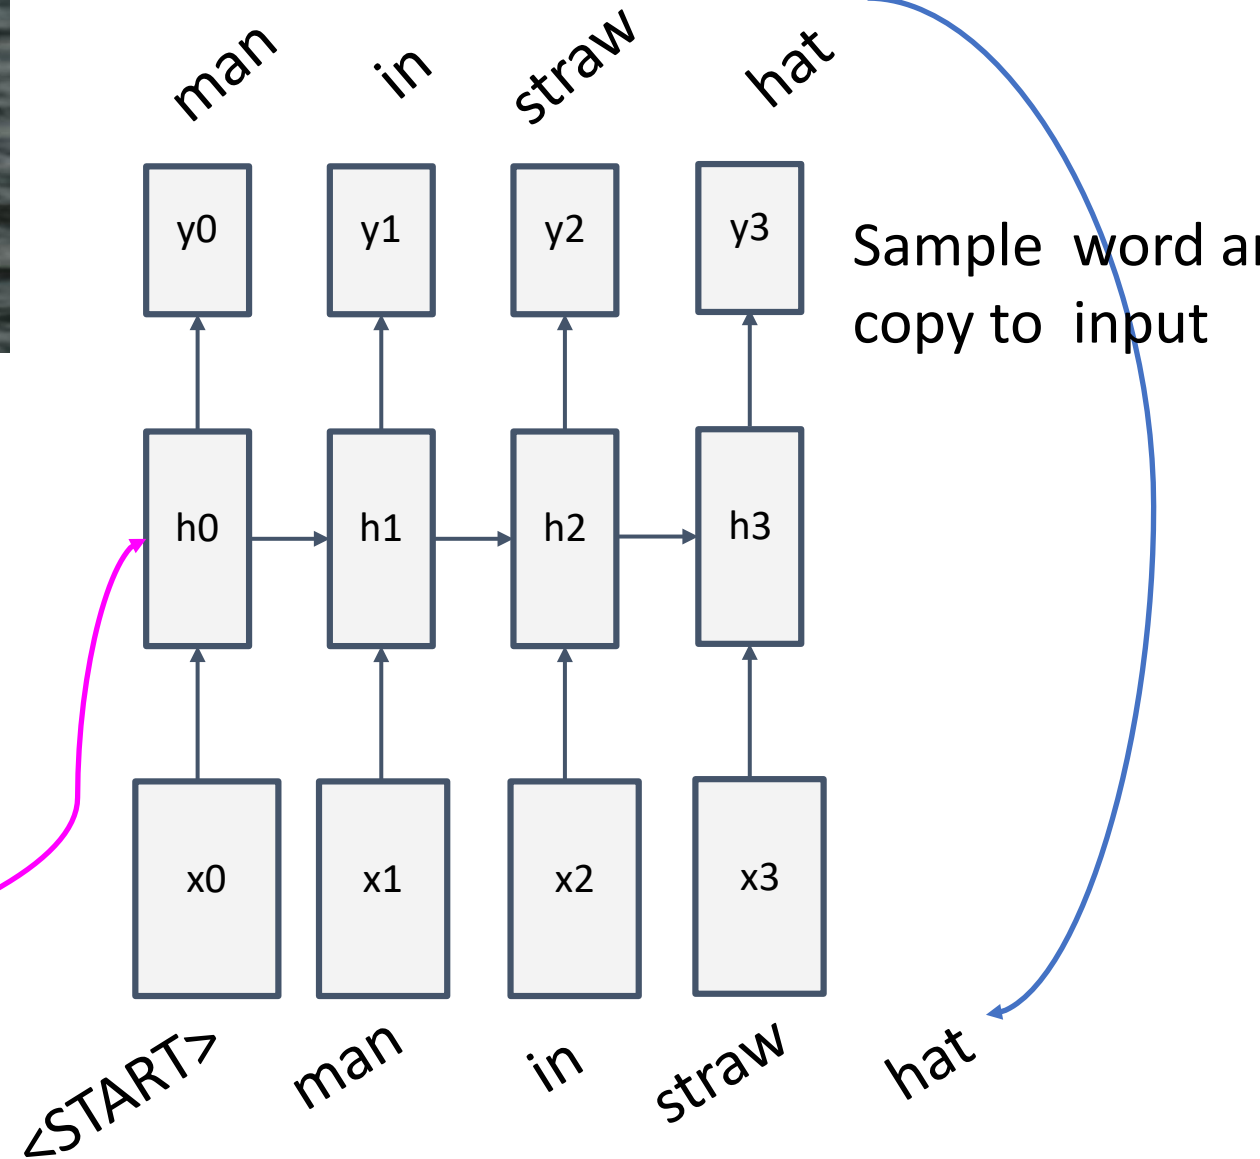 man in straw hat
y0 y1 y2 y3
Sample word
copy to input
h0 h1 h2 h3
x0 x1 x2 x3
<START> man in straw hat